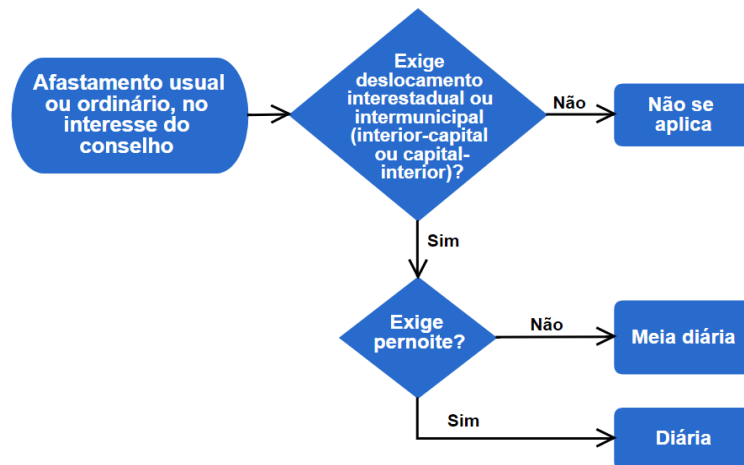 Afastamento usual
ou ordinário, no
interesse do
conselho
Exige
deslocamento
interestadual ou
intermunicipal
(interior-capital
ou capital-
interior)?
Não
Não se
aplica
Sim
Exige
pernoite?
Não
Meia diária
Sim
Diária